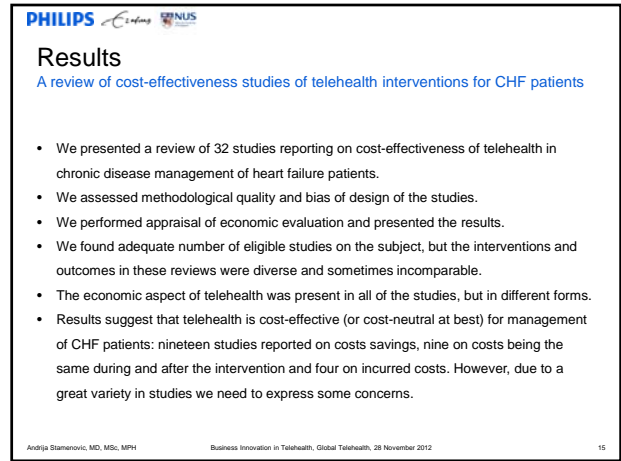 PHILIPS Erasmus NUS
Results
A review of cost-effectiveness studies of telehealth interventions for CHF patients
• We presented a review of 32 studies reporting on cost-effectiveness of telehealth in
chronic disease management of heart failure patients.
• We assessed methodological quality and bias of design of the studies.
• We performed appraisal of economic evaluation and presented the results.
• We found adequate number of eligible studies on the subject, but the interventions and
outcomes in these reviews were diverse and sometimes incomparable.
• The economic aspect of telehealth was present in all of the studies, but in different forms.
• Results suggest that telehealth is cost-effective (or cost-neutral at best) for management
of CHF patients: nineteen studies reported on costs savings, nine on costs being the
same during and after the intervention and four on incurred costs. However, due to a
great variety in studies we need to express some concerns.
Andrija Stamenovic, MD, MSc, MPH Business Innovation in Telehealth, Global Telehealth, 28 November 2012 15